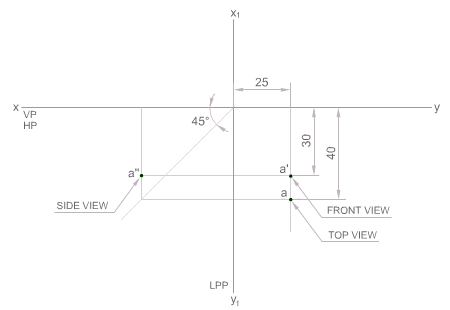 x₁
25
x
y
VP
HP
45°
30
40
a"
a'
a
SIDE VIEW
FRONT VIEW
TOP VIEW
LPP
y₁